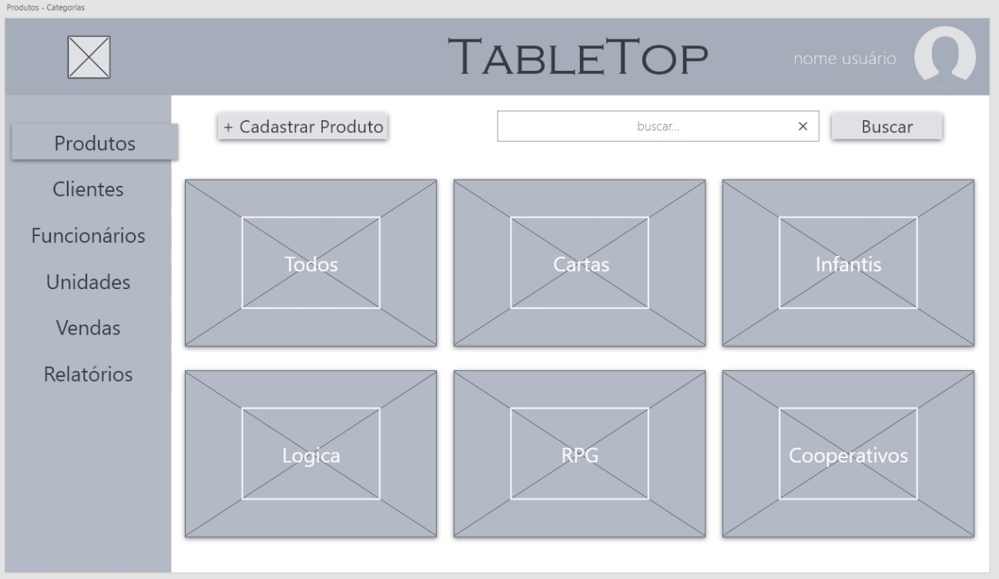 Produtos - Categorias
TABLETOP
nome usuário
+ Cadastrar Produto
buscar...
×
Buscar
Produtos
Clientes
Funcionários
Unidades
Vendas
Relatórios
Todos
Cartas
Infantis
Logica
RPG
Cooperativos